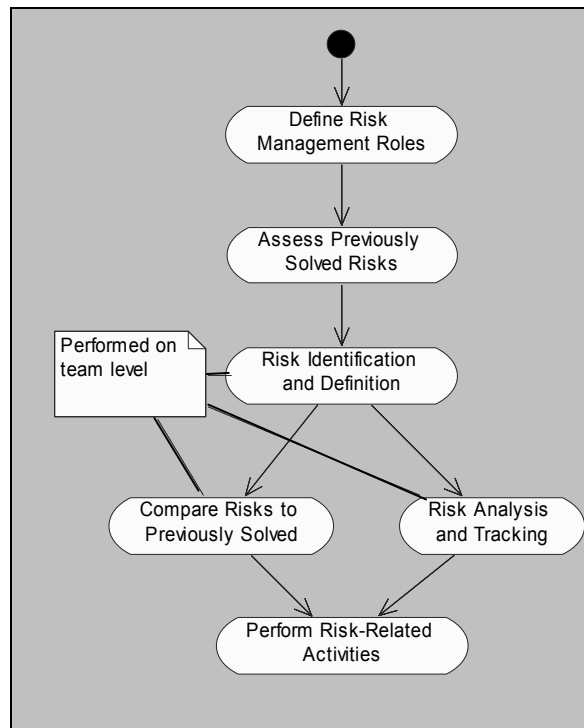 Define Risk
Management Roles
Assess Previously
Solved Risks
Performed on
team level
Risk Identification
and Definition
Compare Risks to
Previously Solved
Risk Analysis
and Tracking
Perform Risk-Related
Activities